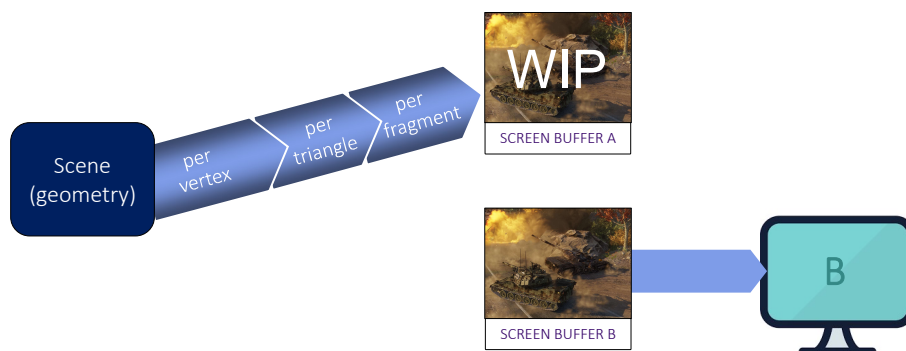 Scene
(geometry)
per
vertex
per
triangle
per
fragment
WIP
SCREEN BUFFER A
SCREEN BUFFER B
B